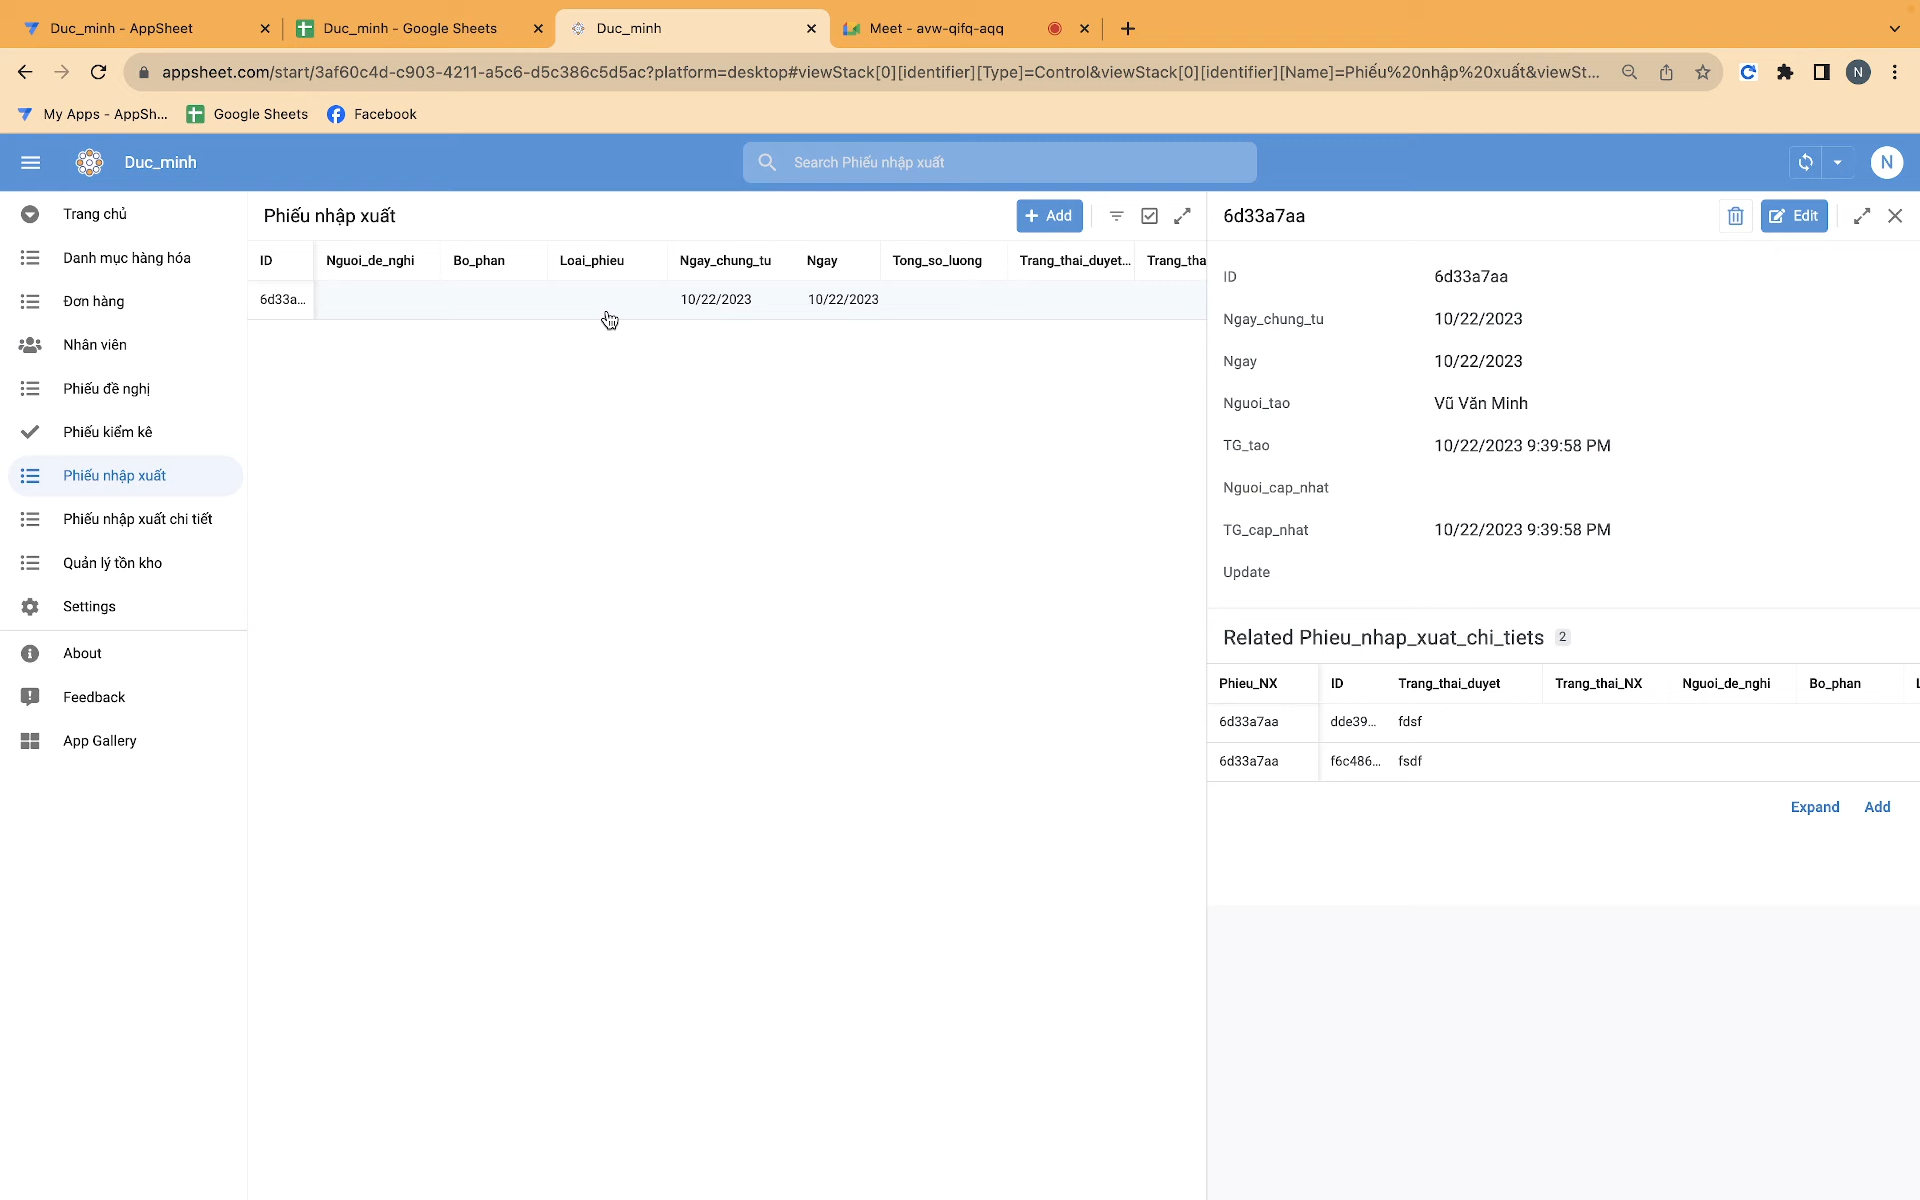 Duc_minh - AppSheet
Duc_minh - Google Sheets
Duc_minh
Meet - avw-qifq-aqq
appsheet.com/start/3af60c4d-c903-4211-a5c6-d5c386c5d5ac?platform=desktop#viewStack[0][identifier][Type]=Control&viewStack[0][identifier][Name]=Phiếu%20nhập%20xuất&viewSt...
N
My Apps - AppSh...
Google Sheets
Facebook
Duc_minh
Search Phiếu nhập xuất
N
Trang chủ
Danh mục hàng hóa
Đơn hàng
Nhân viên
Phiếu đề nghị
Phiếu kiểm kê
Phiếu nhập xuất
Phiếu nhập xuất chi tiết
Quản lý tồn kho
Settings
About
Feedback
App Gallery
Phiếu nhập xuất
Add
ID Nguoi_de_nghi Bo_phan Loai_phieu Ngay_chung_tu Ngay Tong_so_luong Trang_thai_duyet... Trang_tha
6d33a... 10/22/2023 10/22/2023
6d33a7aa
Edit
ID 6d33a7aa
Ngay_chung_tu 10/22/2023
Ngay 10/22/2023
Nguoi_tao Vũ Văn Minh
TG_tao 10/22/2023 9:39:58 PM
Nguoi_cap_nhat
TG_cap_nhat 10/22/2023 9:39:58 PM
Update
Related Phieu_nhap_xuat_chi_tiets 2
Phieu_NX ID Trang_thai_duyet Trang_thai_NX Nguoi_de_nghi Bo_phan
6d33a7aa dde39... fdsf
6d33a7aa f6c486... fsdf
Expand Add